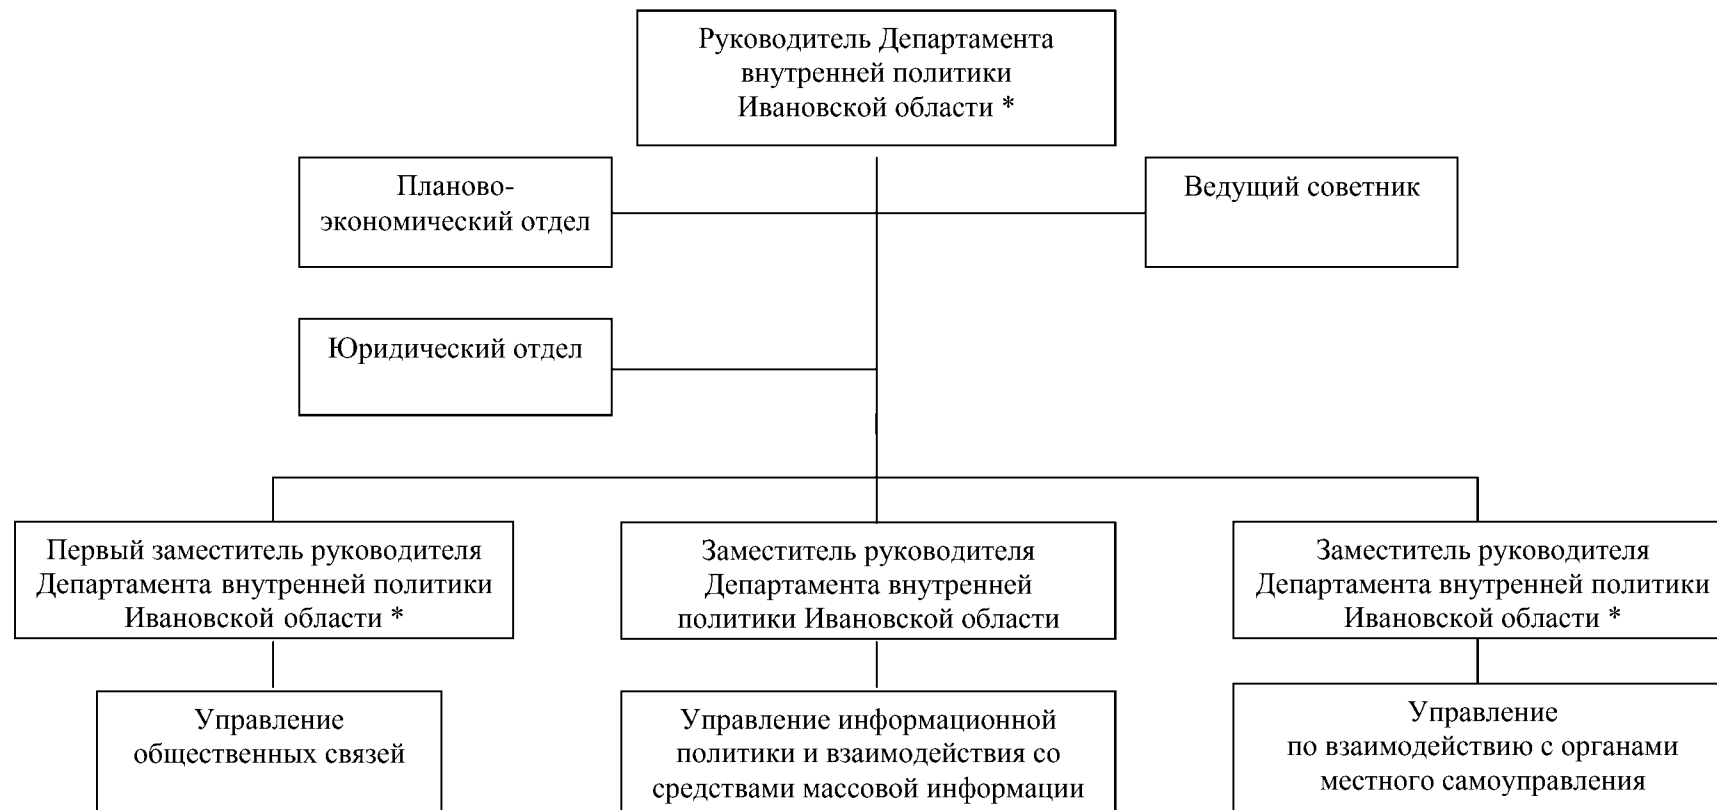 Руководитель Департамента
внутренней политики
Ивановской области *
Планово-
экономический отдел
Ведущий советник
Юридический отдел
Первый заместитель руководителя
Департамента внутренней политики
Ивановской области *
Заместитель руководителя
Департамента внутренней
политики Ивановской области
Заместитель руководителя
Департамента внутренней политики
Ивановской области *
Управление
общественных связей
Управление информационной
политики и взаимодействия со
средствами массовой информации
Управление
по взаимодействию с органами
местного самоуправления